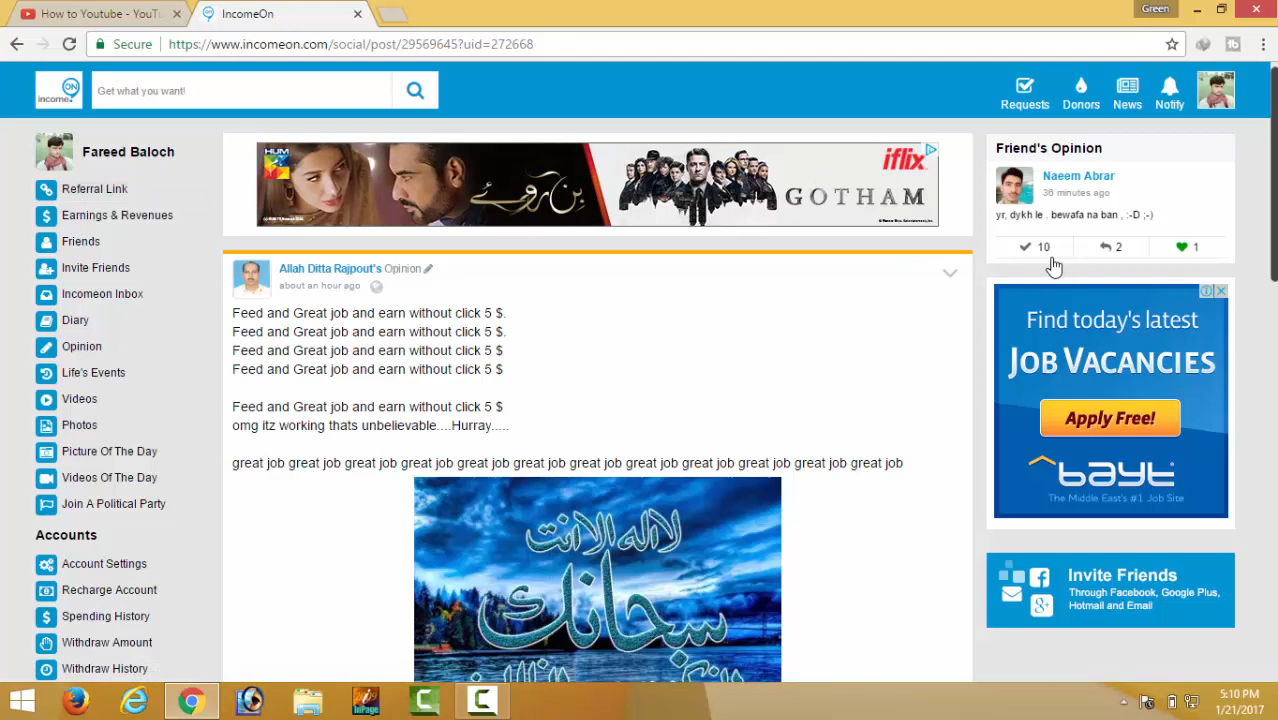 How to Youtube - YouTu
IncomeOn
Green
Secure
https://www.incomeon.com/social/post/29569645?uid=272668
income ON
Get what you want!
Requests
Donors
News
Notify
Fareed Baloch
Referral Link
Earnings & Revenues
Friends
Invite Friends
Incomeon Inbox
Diary
Opinion
Life's Events
Videos
Photos
Picture Of The Day
Videos Of The Day
Join A Political Party
Accounts
Account Settings
Recharge Account
Spending History
Withdraw Amount
Withdraw History
HUM
بن روئے
iflix
GOTHAM
Allah Ditta Rajpout's Opinion
about an hour ago
Feed and Great job and earn without click 5 $.
Feed and Great job and earn without click 5 $.
Feed and Great job and earn without click 5 $
Feed and Great job and earn without click 5 $
Feed and Great job and earn without click 5 $
omg itz working thats unbelievable....Hurray.....
great job great job great job great job great job great job great job great job great job great job great job great job
لا اله الا انت
سبحانك
Friend's Opinion
Naeem Abrar
36 minutes ago
yr, dykh le . bewafa na ban , :-D ;-)
10
2
1
Find today's latest
JOB VACANCIES
Apply Free!
bayt
The Middle East's #1 Job Site
Invite Friends
Through Facebook, Google Plus,
Hotmail and Email
InPage
5:10 PM
1/21/2017